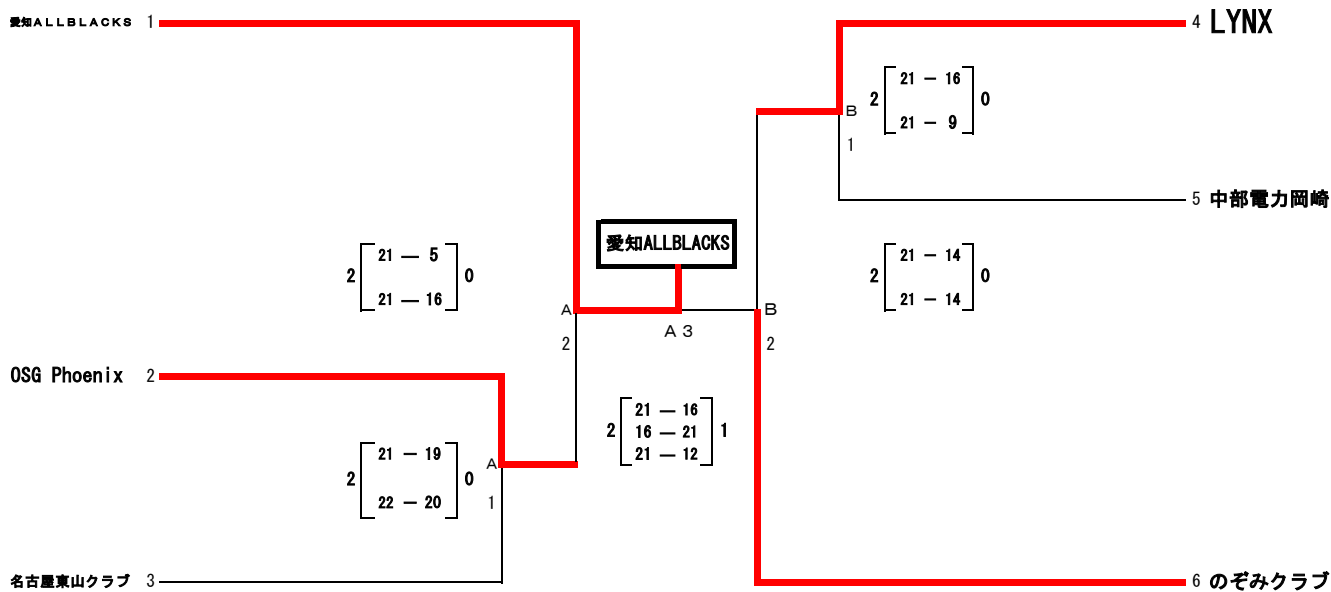 愛知ALLBLACKS 1
4 LYNX
2 21 － 16 0
21 － 9
B
1
5 中部電力岡崎
愛知ALLBLACKS
2 21 － 5 0
21 － 16
2 21 － 14 0
21 － 14
A
2
A 3
B
2
OSG Phoenix 2
2 21 － 16 1
16 － 21
21 － 12
2 21 － 19 0
22 － 20
A
1
名古屋東山クラブ 3
6 のぞみクラブ